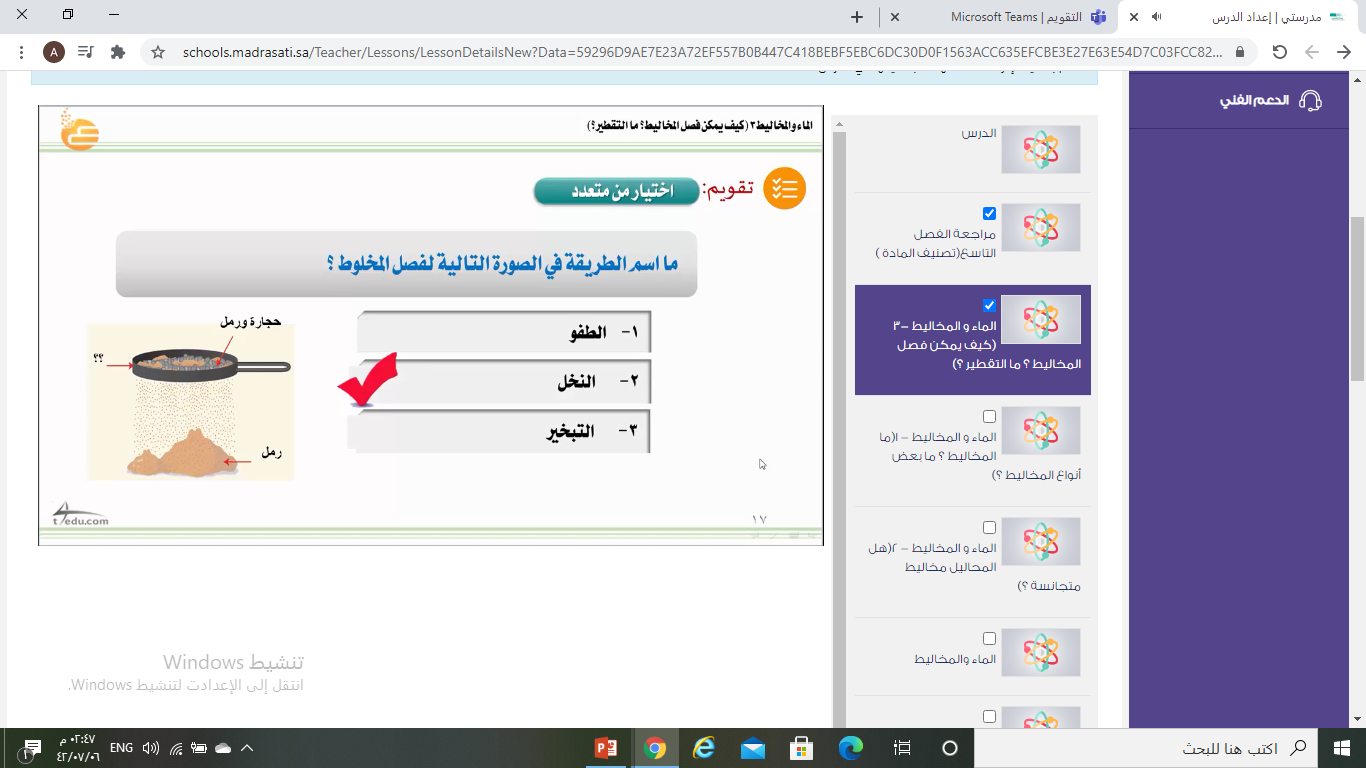 مدرستي | إعداد الدرس
التقويم | Microsoft Teams
schools.madrasati.sa/Teacher/Lessons/LessonDetailsNew?Data=59296D9AE7E23A72EF557B0B447C418BEBF5EBC6DC30D0F1563ACC635EFCBE3E27E63E54D7C03FCC82...
A
الدعم الفني
الماء والمخاليط٣ (كيف يمكن فصل المخاليط؟ ما التقطير؟)
تقويم:
اختيار من متعدد
ما اسم الطريقة في الصورة التالية لفصل المخلوط ؟
١- الطفو
٢- النخل
٣- التبخير
حجارة ورمل
؟؟
رمل
t4edu.com
١٧
الدرس
مراجعة الفصل
التاسع(تصنيف المادة )
الماء و المخاليط -٣
(كيف يمكن فصل
المخاليط ؟ ما التقطير ؟)
الماء و المخاليط - ١(ما
المخاليط ؟ ما بعض
أنواع المخاليط ؟)
الماء و المخاليط - ٢(هل
المحاليل مخاليط
متجانسة ؟)
الماء والمخاليط
تنشيط Windows
انتقل إلى الإعدادت لتنشيط Windows.
اكتب هنا للبحث
ENG
٠٢:٤٧ م
٤٢/٠٧/٠٦
١